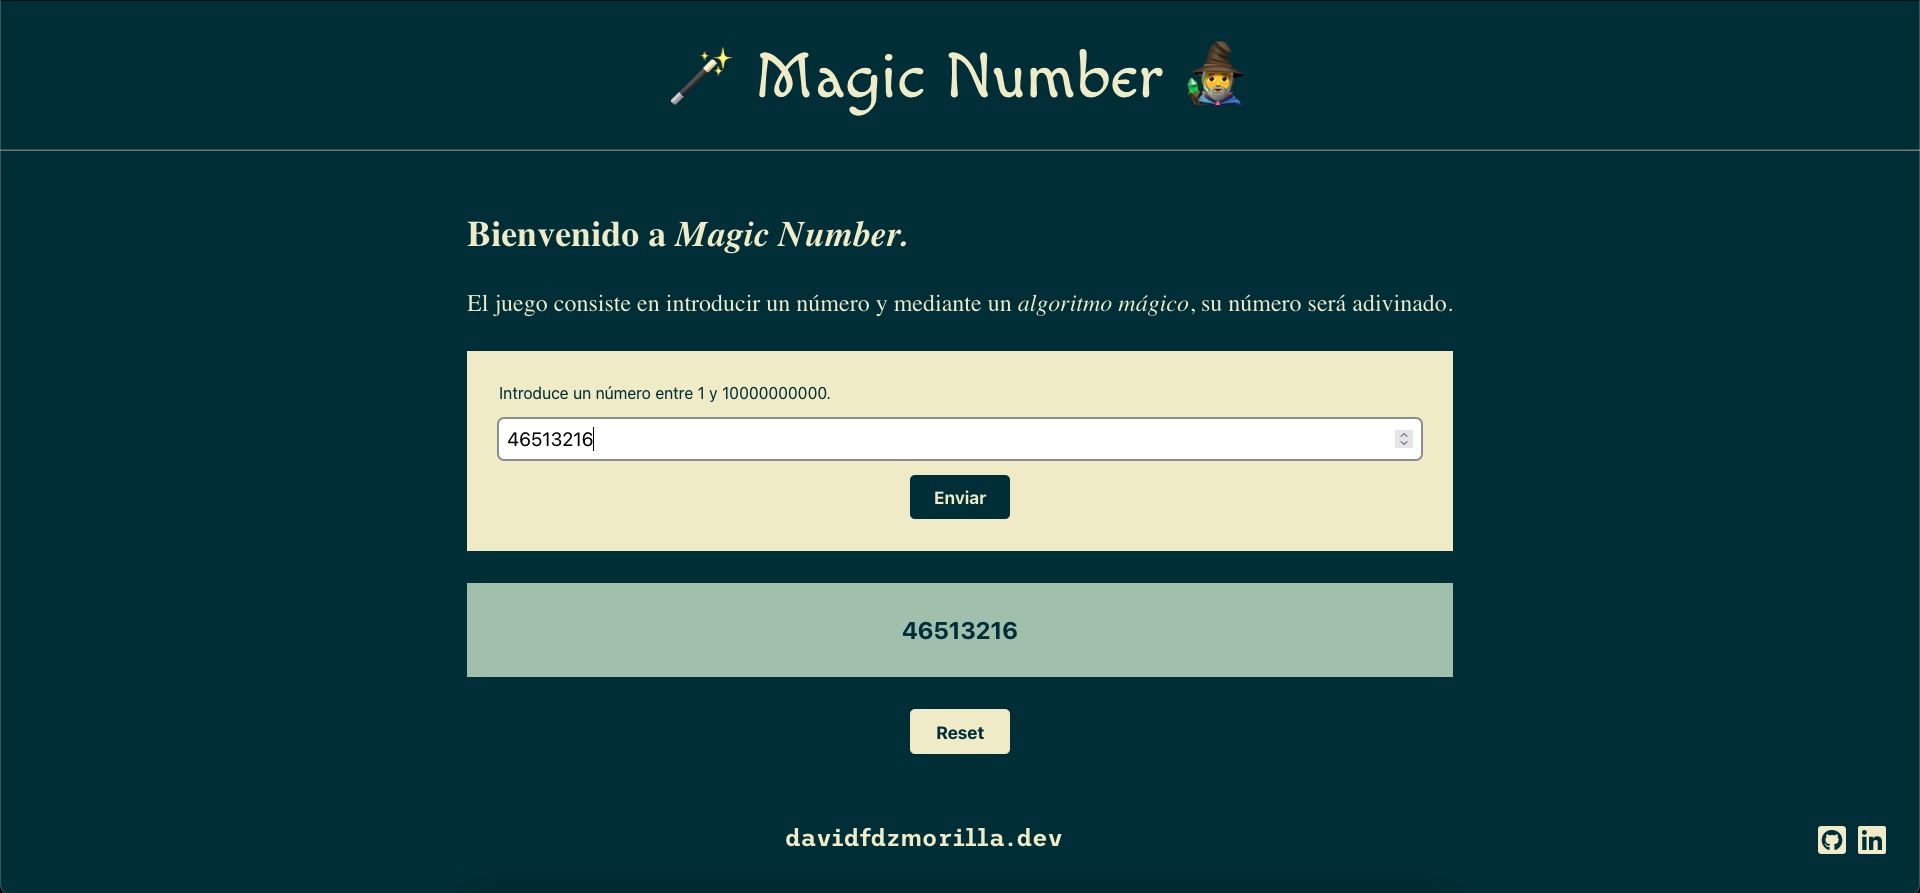 Magic Number
Bienvenido a Magic Number.
El juego consiste en introducir un número y mediante un algoritmo mágico, su número será adivinado.
Introduce un número entre 1 y 10000000000.
46513216
Enviar
46513216
Reset
davidfdzmorilla.dev
in